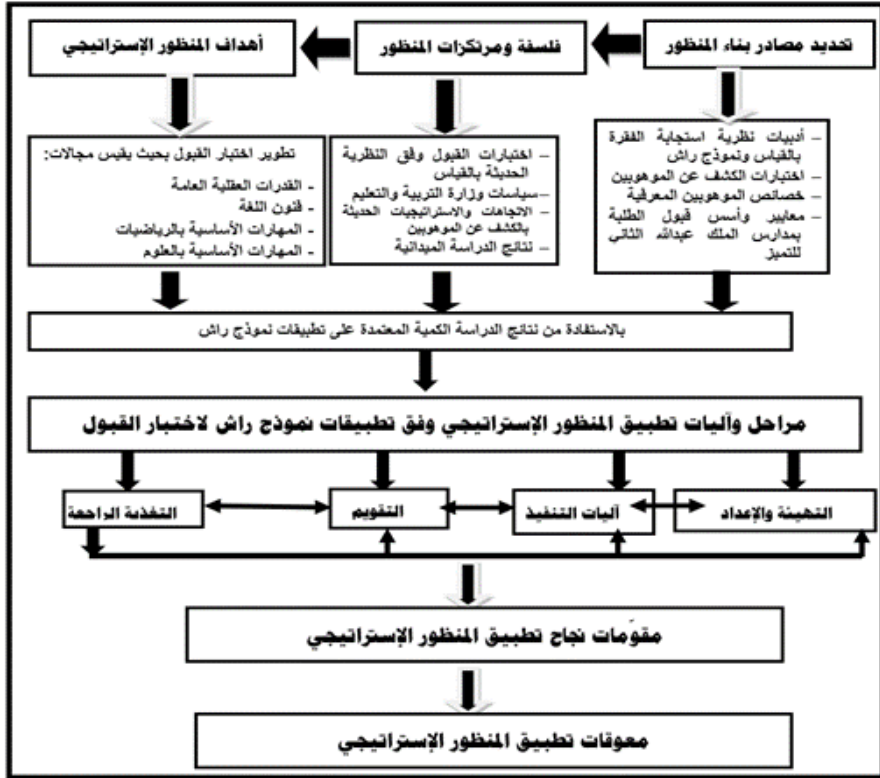 تحديد مصادر بناء المنظور
فلسفة ومرتكزات المنظور
أهداف المنظور الإستراتيجي
– أدبيات نظرية استجابة الفقرة
بالقياس ونموذج راش
– اختبارات الكشف عن الموهوبين
– خصائص الموهوبين المعرفية
– معايير وأسس قبول الطلبة
بمدارس الملك عبدالله الثاني
للتميز
– اختبارات القبول وفق النظرية
الحديثة بالقياس
– سياسات وزارة التربية والتعليم
– الاتجاهات والاستراتيجيات الحديثة
بالكشف عن الموهوبين
– نتائج الدراسة الميدانية
تطوير اختبار القبول بحيث يقيس مجالات:
- القدرات العقلية العامة
- فنون اللغة
- المهارات الأساسية بالرياضيات
- المهارات الأساسية بالعلوم
بالاستفادة من نتائج الدراسة الكمية المعتمدة على تطبيقات نموذج راش
مراحل وآليات تطبيق المنظور الإستراتيجي وفق تطبيقات نموذج راش لاختبار القبول
التهيئة والإعداد
آليات التنفيذ
التقويم
التغذية الراجعة
مقوّمات نجاح تطبيق المنظور الإستراتيجي
معوقات تطبيق المنظور الإستراتيجي